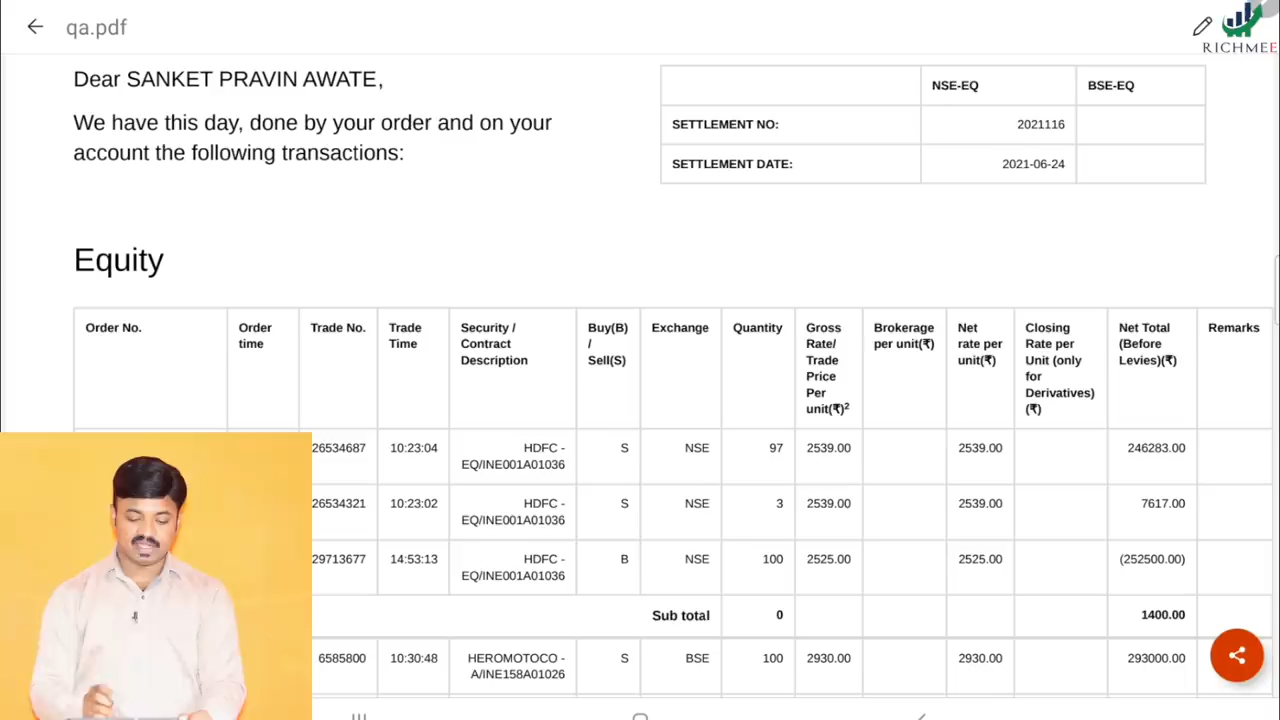 qa.pdf
RICHMEE
Dear SANKET PRAVIN AWATE,
We have this day, done by your order and on your
account the following transactions:
NSE-EQ BSE-EQ
SETTLEMENT NO: 2021116
SETTLEMENT DATE: 2021-06-24
Equity
Order No. Order time Trade No. Trade Time Security / Contract Description Buy(B) / Sell(S) Exchange Quantity Gross Rate/ Trade Price Per unit(₹)2 Brokerage per unit(₹) Net rate per unit(₹) Closing Rate per Unit (only for Derivatives) (₹) Net Total (Before Levies)(₹) Remarks
26534687 10:23:04 HDFC - EQ/INE001A01036 S NSE 97 2539.00 2539.00 246283.00
26534321 10:23:02 HDFC - EQ/INE001A01036 S NSE 3 2539.00 2539.00 7617.00
29713677 14:53:13 HDFC - EQ/INE001A01036 B NSE 100 2525.00 2525.00 (252500.00)
Sub total 0 1400.00
6585800 10:30:48 HEROMOTOCO - A/INE158A01026 S BSE 100 2930.00 2930.00 293000.00